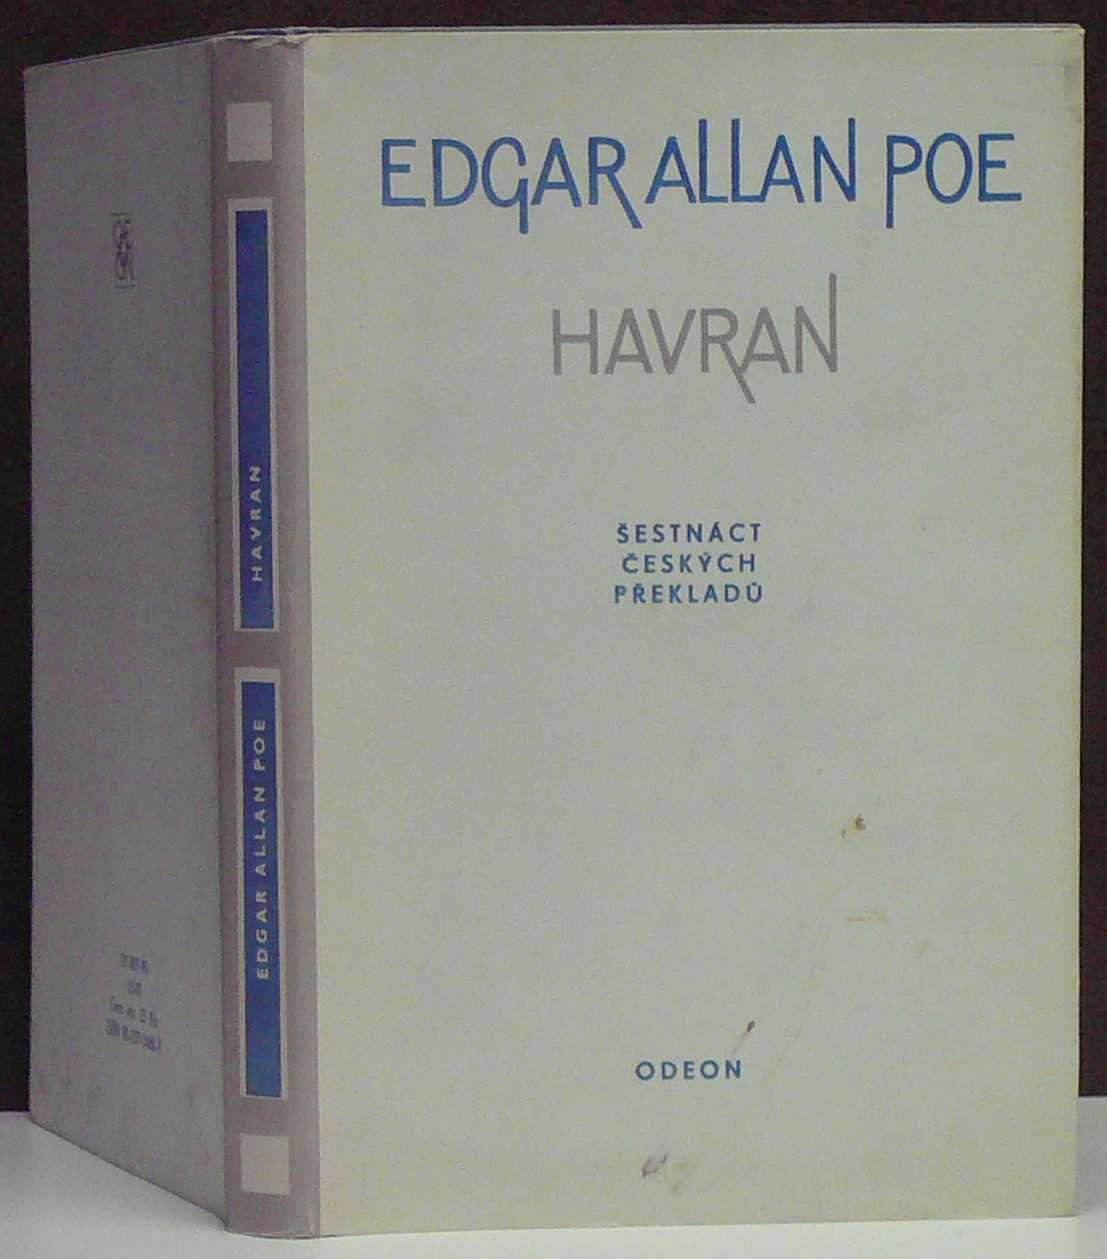 EDGAR ALLAN POE
HAVRAN
ŠESTNÁCT
ČESKÝCH
PŘEKLADŮ
ODEON
HAVRAN
EDGAR ALLAN POE